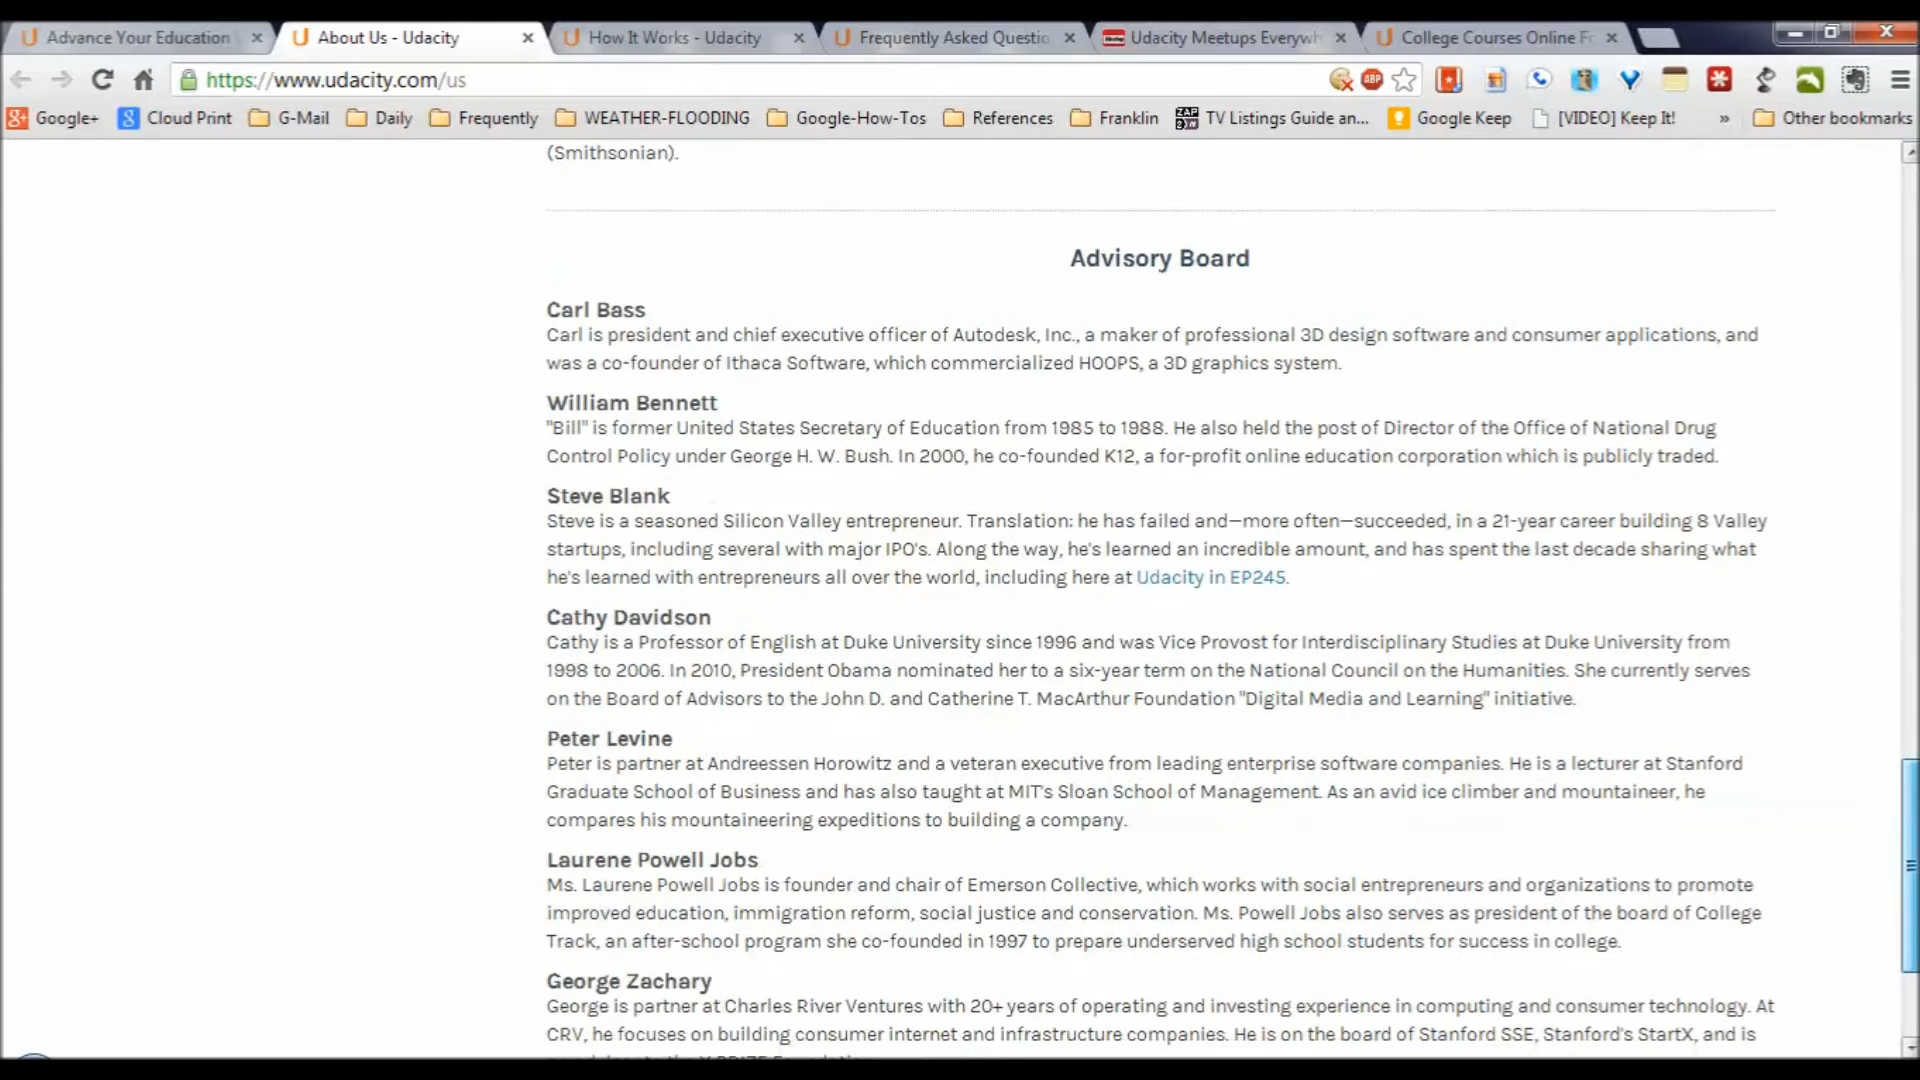 Advance Your Education
About Us - Udacity
How It Works - Udacity
Frequently Asked Questio
Udacity Meetups Everywh
College Courses Online Fo
https://www.udacity.com/us
ABP
Google+
Cloud Print
G-Mail
Daily
Frequently
WEATHER-FLOODING
Google-How-Tos
References
Franklin
TV Listings Guide an...
Google Keep
[VIDEO] Keep It!
»
Other bookmarks
(Smithsonian).
Advisory Board
Carl Bass
Carl is president and chief executive officer of Autodesk, Inc., a maker of professional 3D design software and consumer applications, and
was a co-founder of Ithaca Software, which commercialized HOOPS, a 3D graphics system.
William Bennett
"Bill" is former United States Secretary of Education from 1985 to 1988. He also held the post of Director of the Office of National Drug
Control Policy under George H. W. Bush. In 2000, he co-founded K12, a for-profit online education corporation which is publicly traded.
Steve Blank
Steve is a seasoned Silicon Valley entrepreneur. Translation: he has failed and—more often—succeeded, in a 21-year career building 8 Valley
startups, including several with major IPO's. Along the way, he's learned an incredible amount, and has spent the last decade sharing what
he's learned with entrepreneurs all over the world, including here at Udacity in EP245.
Cathy Davidson
Cathy is a Professor of English at Duke University since 1996 and was Vice Provost for Interdisciplinary Studies at Duke University from
1998 to 2006. In 2010, President Obama nominated her to a six-year term on the National Council on the Humanities. She currently serves
on the Board of Advisors to the John D. and Catherine T. MacArthur Foundation "Digital Media and Learning" initiative.
Peter Levine
Peter is partner at Andreessen Horowitz and a veteran executive from leading enterprise software companies. He is a lecturer at Stanford
Graduate School of Business and has also taught at MIT's Sloan School of Management. As an avid ice climber and mountaineer, he
compares his mountaineering expeditions to building a company.
Laurene Powell Jobs
Ms. Laurene Powell Jobs is founder and chair of Emerson Collective, which works with social entrepreneurs and organizations to promote
improved education, immigration reform, social justice and conservation. Ms. Powell Jobs also serves as president of the board of College
Track, an after-school program she co-founded in 1997 to prepare underserved high school students for success in college.
George Zachary
George is partner at Charles River Ventures with 20+ years of operating and investing experience in computing and consumer technology. At
CRV, he focuses on building consumer internet and infrastructure companies. He is on the board of Stanford SSE, Stanford's StartX, and is